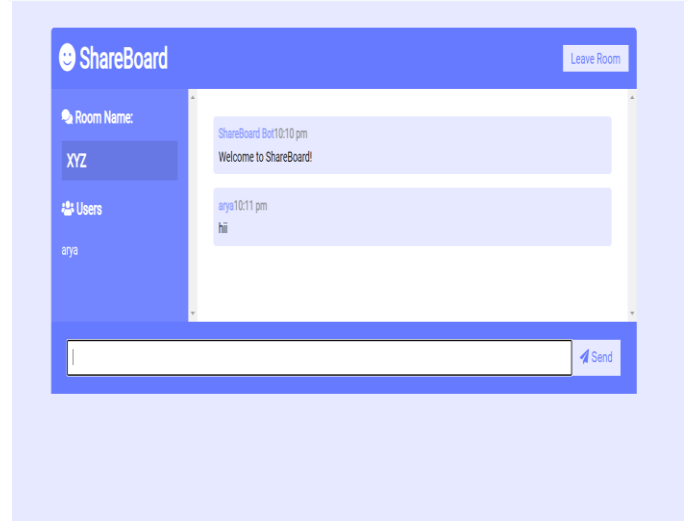 ShareBoard
Leave Room
Room Name:
XYZ
Users
arya
ShareBoard Bot10:10 pm
Welcome to ShareBoard!
arya10:11 pm
hii
Send